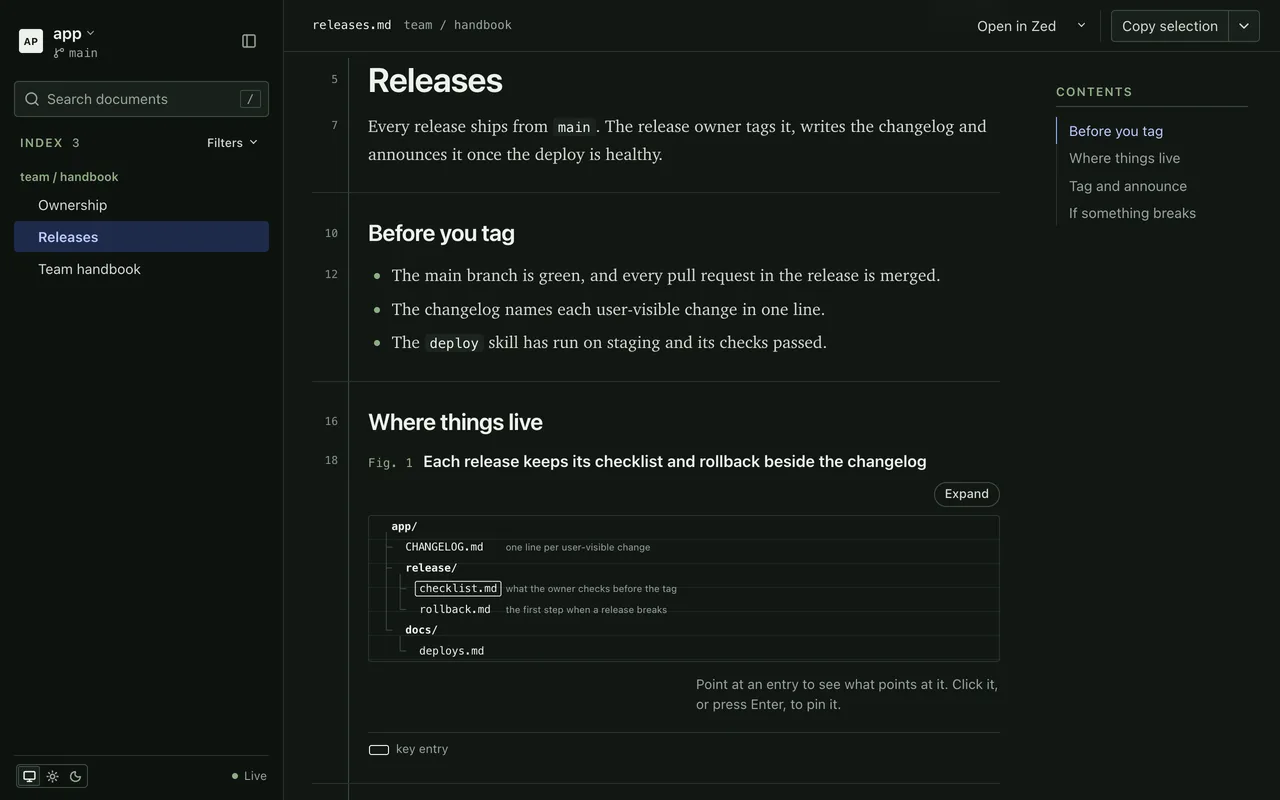 AP
app
main
Search documents
/
INDEX 3
Filters
team / handbook
Ownership
Releases
Team handbook
Live
releases.md team / handbook
Open in Zed
Copy selection
5
Releases
7
Every release ships from main. The release owner tags it, writes the changelog and
announces it once the deploy is healthy.
10
Before you tag
12
The main branch is green, and every pull request in the release is merged.
The changelog names each user-visible change in one line.
The deploy skill has run on staging and its checks passed.
16
Where things live
18
Fig. 1 Each release keeps its checklist and rollback beside the changelog
Expand
app/
CHANGELOG.md one line per user-visible change
release/
checklist.md what the owner checks before the tag
rollback.md the first step when a release breaks
docs/
deploys.md
Point at an entry to see what points at it. Click it,
or press Enter, to pin it.
key entry
CONTENTS
Before you tag
Where things live
Tag and announce
If something breaks